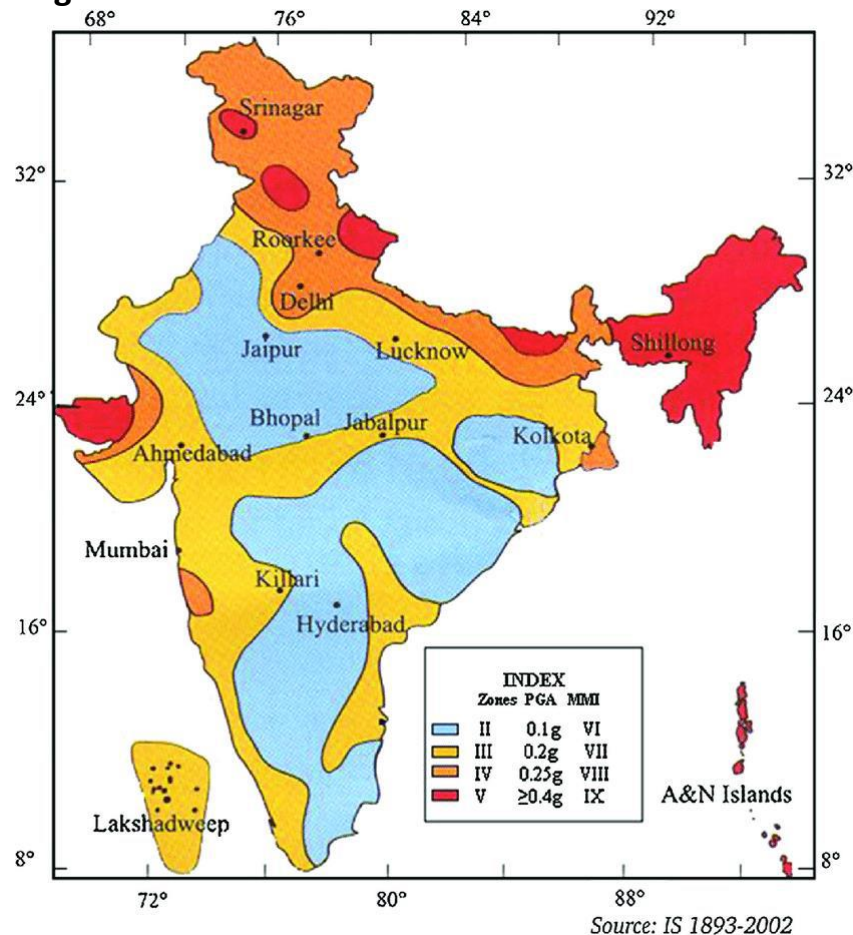 68° 76° 84° 92°
Srinagar
32° 32°
Roorkee
Delhi
Shillong
Jaipur Lucknow
24° 24°
Bhopal Jabalpur
Kolkota
Ahmedabad
Mumbai
Killari
Hyderabad
16° 16°
INDEX
Zones PGA MMI
II 0.1g VI
III 0.2g VII
IV 0.25g VIII
V ≥0.4g IX
A&N Islands
Lakshadweep
8° 8°
72° 80° 88°
Source: IS 1893-2002